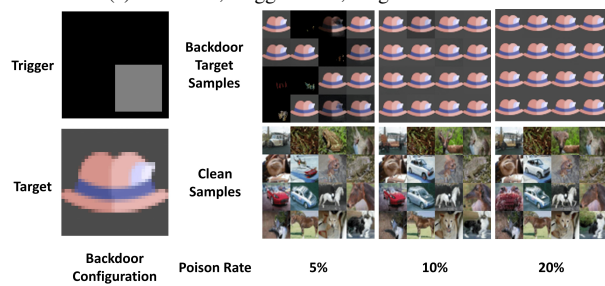 Trigger
Backdoor
Target
Samples
Target
Clean
Samples
Backdoor
Configuration
Poison Rate
5%
10%
20%